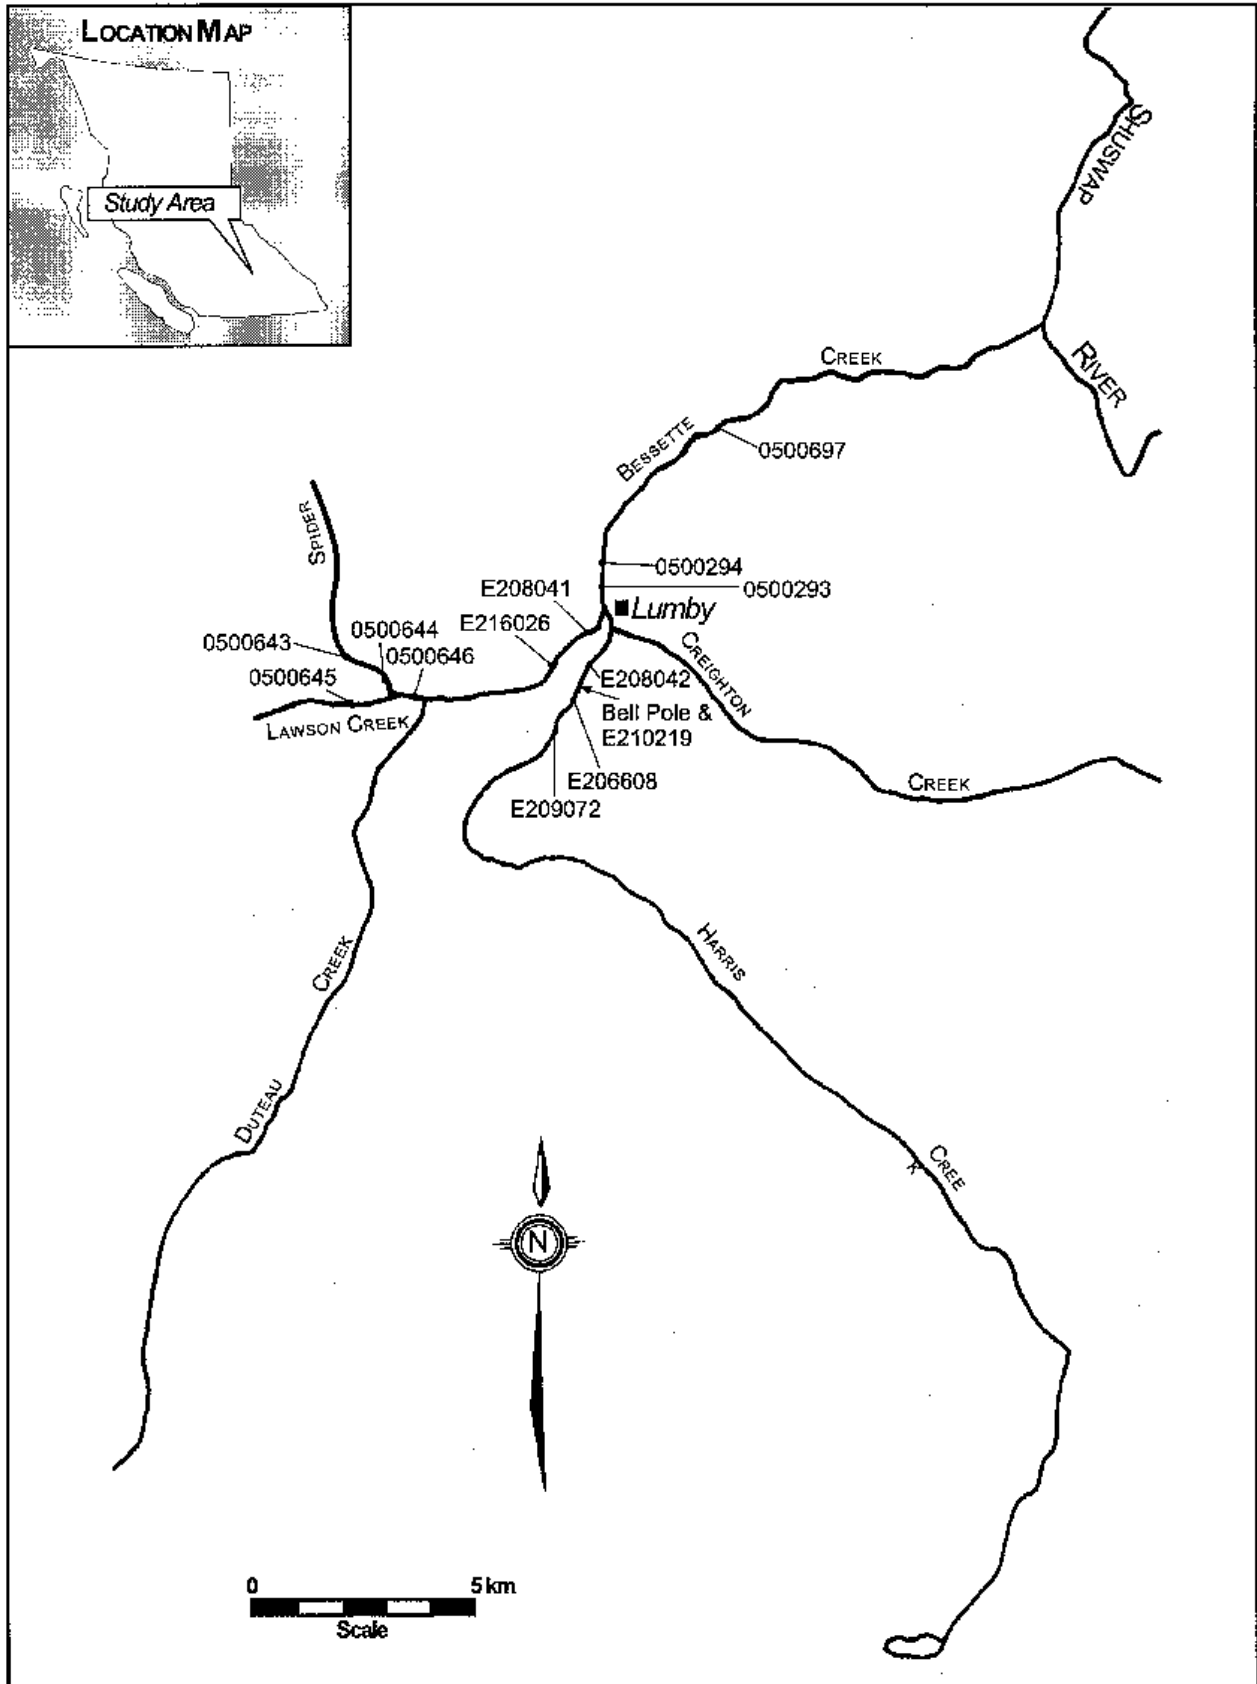 LOCATION MAP
Study Area
SHUSWAP
RIVER
CREEK
BESSETTE
0500697
SPIDER
0500294
0500293
E208041
Lumby
E216026
0500644
0500643
0500646
0500645
CREIGHTON
E208042
Bell Pole &
E210219
LAWSON CREEK
E206608
CREEK
E209072
HARRIS
CREEK
DUTEAU
CREE
K
N
0 5 km
Scale